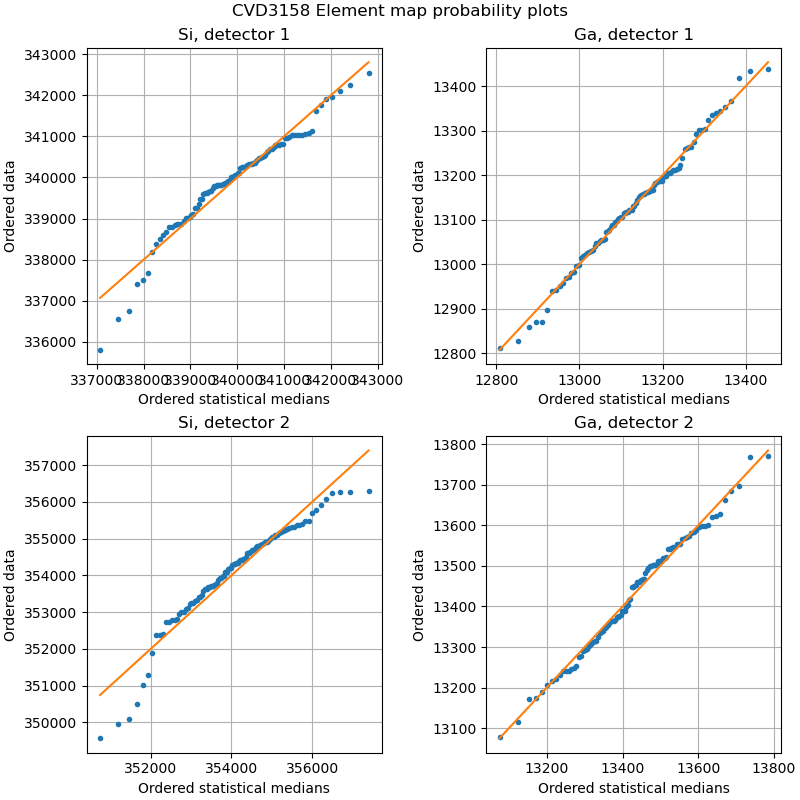 CVD3158 Element map probability plots
Si, detector 1
Ga, detector 1
343000
342000
341000
340000
339000
338000
337000
336000
Ordered data
337000 338000 339000 340000 341000 342000 343000
Ordered statistical medians
13400
13300
13200
13100
13000
12900
12800
Ordered data
12800 13000 13200 13400
Ordered statistical medians
Si, detector 2
Ga, detector 2
357000
356000
355000
354000
353000
352000
351000
350000
Ordered data
352000 354000 356000
Ordered statistical medians
13800
13700
13600
13500
13400
13300
13200
13100
Ordered data
13200 13400 13600 13800
Ordered statistical medians